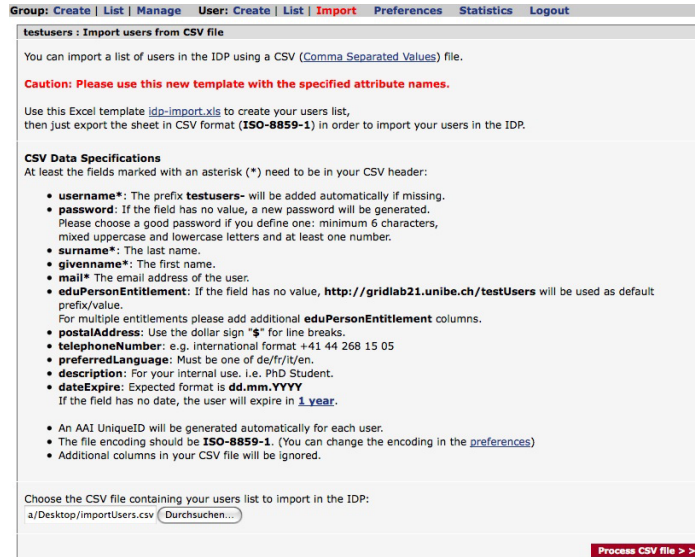 Group: Create | List | Manage User: Create | List | Import Preferences Statistics Logout
testusers : Import users from CSV file
You can import a list of users in the IDP using a CSV (Comma Separated Values) file.
Caution: Please use this new template with the specified attribute names.
Use this Excel template idp-import.xls to create your users list,
then just export the sheet in CSV format (ISO-8859-1) in order to import your users in the IDP.
CSV Data Specifications
At least the fields marked with an asterisk (*) need to be in your CSV header:
• username*: The prefix testusers- will be added automatically if missing.
• password: If the field has no value, a new password will be generated.
Please choose a good password if you define one: minimum 6 characters,
mixed uppercase and lowercase letters and at least one number.
• surname*: The last name.
• givenname*: The first name.
• mail* The email address of the user.
• eduPersonEntitlement: If the field has no value, http://gridlab21.unibe.ch/testUsers will be used as default
prefix/value.
For multiple entitlements please add additional eduPersonEntitlement columns.
• postalAddress: Use the dollar sign "$" for line breaks.
• telephoneNumber: e.g. international format +41 44 268 15 05
• preferredLanguage: Must be one of de/fr/it/en.
• description: For your internal use. i.e. PhD Student.
• dateExpire: Expected format is dd.mm.YYYY
If the field has no date, the user will expire in 1 year.
• An AAI UniqueID will be generated automatically for each user.
• The file encoding should be ISO-8859-1. (You can change the encoding in the preferences)
• Additional columns in your CSV file will be ignored.
Choose the CSV file containing your users list to import in the IDP:
a/Desktop/importUsers.csv Durchsuchen...
Process CSV file > >